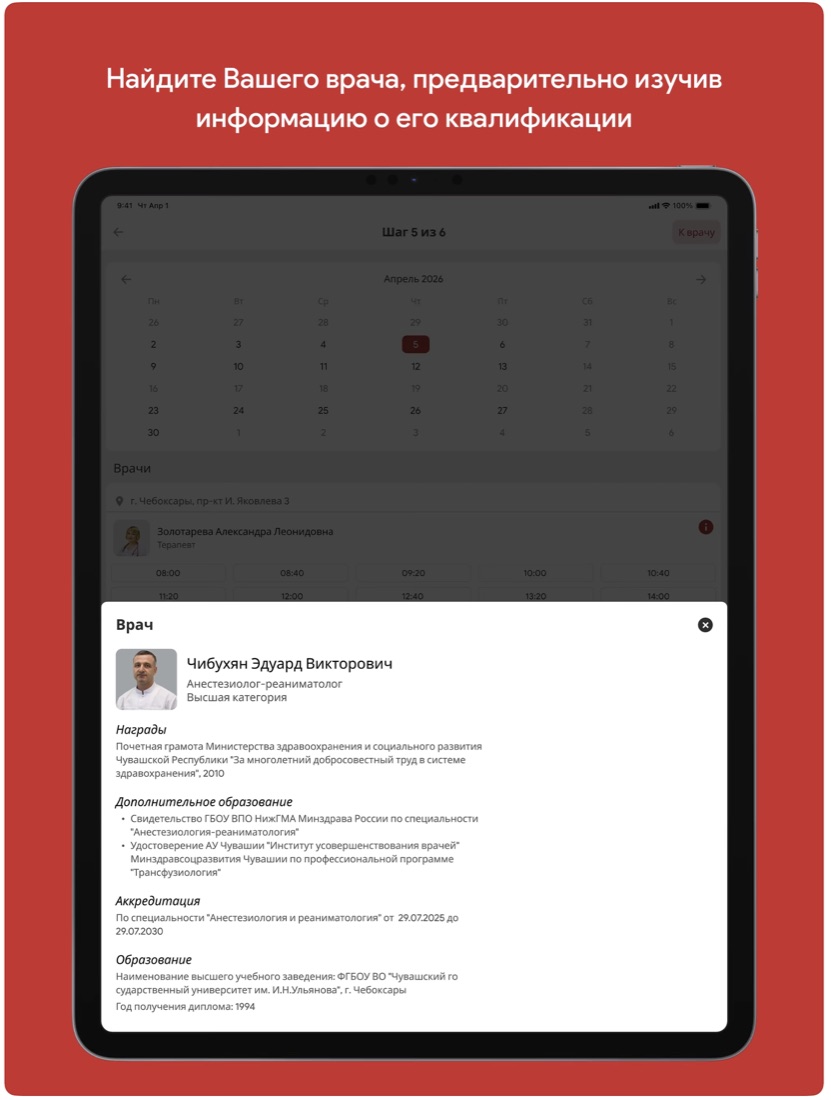 Найдите Вашего врача, предварительно изучив
информацию о его квалификации
9:41 Чт Апр 1
100%
Шаг 5 из 6
К врачу
Апрель 2026
Пн Вт Ср Чт Пт Сб Вс
26 27 28 29 30 31 1
2 3 4 5 6 7 8
9 10 11 12 13 14 15
16 17 18 19 20 21 22
23 24 25 26 27 28 29
30 1 2 3 4 5 6
Врачи
г. Чебоксары, пр-кт И. Яковлева 3
Золотарева Александра Леонидовна
Терапевт
08:00 08:40 09:20 10:00 10:40
11:20 12:00 12:40 13:20 14:00
Врач
Чибухян Эдуард Викторович
Анестезиолог-реаниматолог
Высшая категория
Награды
Почетная грамота Министерства здравоохранения и социального развития
Чувашской Республики "За многолетний добросовестный труд в системе
здравохранения", 2010
Дополнительное образование
• Свидетельство ГБОУ ВПО НижГМА Минздрава России по специальности
"Анестезиология-реаниматология"
• Удостоверение АУ Чувашии "Институт усовершенствования врачей"
Минздравсоцразвития Чувашии по профессиональной программе
"Трансфузиология"
Аккредитация
По специальности "Анестезиология и реаниматология" от 29.07.2025 до
29.07.2030
Образование
Наименование высшего учебного заведения: ФГБОУ ВО "Чувашский го
сударственный университет им. И.Н.Ульянова", г. Чебоксары
Год получения диплома: 1994